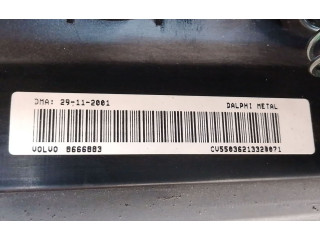 DMA: 29-11-2001 DALPHI METAL
VOLVO 8666883 CV55036213320071